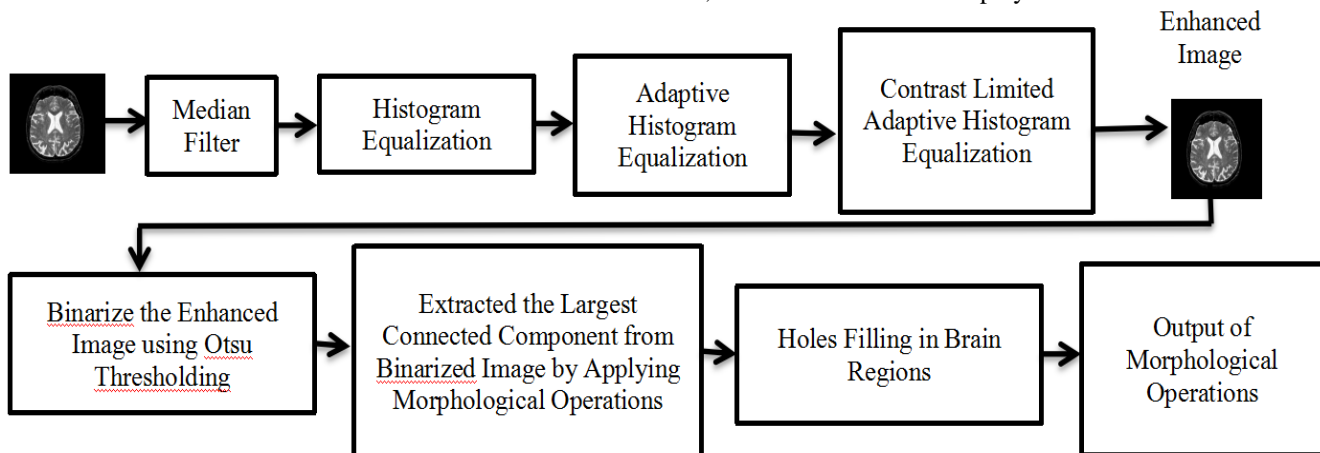 Enhanced
Image
Median
Filter
Histogram
Equalization
Adaptive
Histogram
Equalization
Contrast Limited
Adaptive Histogram
Equalization
Binarize the Enhanced
Image using Otsu
Thresholding
Extracted the Largest
Connected Component from
Binarized Image by Applying
Morphological Operations
Holes Filling in Brain
Regions
Output of
Morphological
Operations